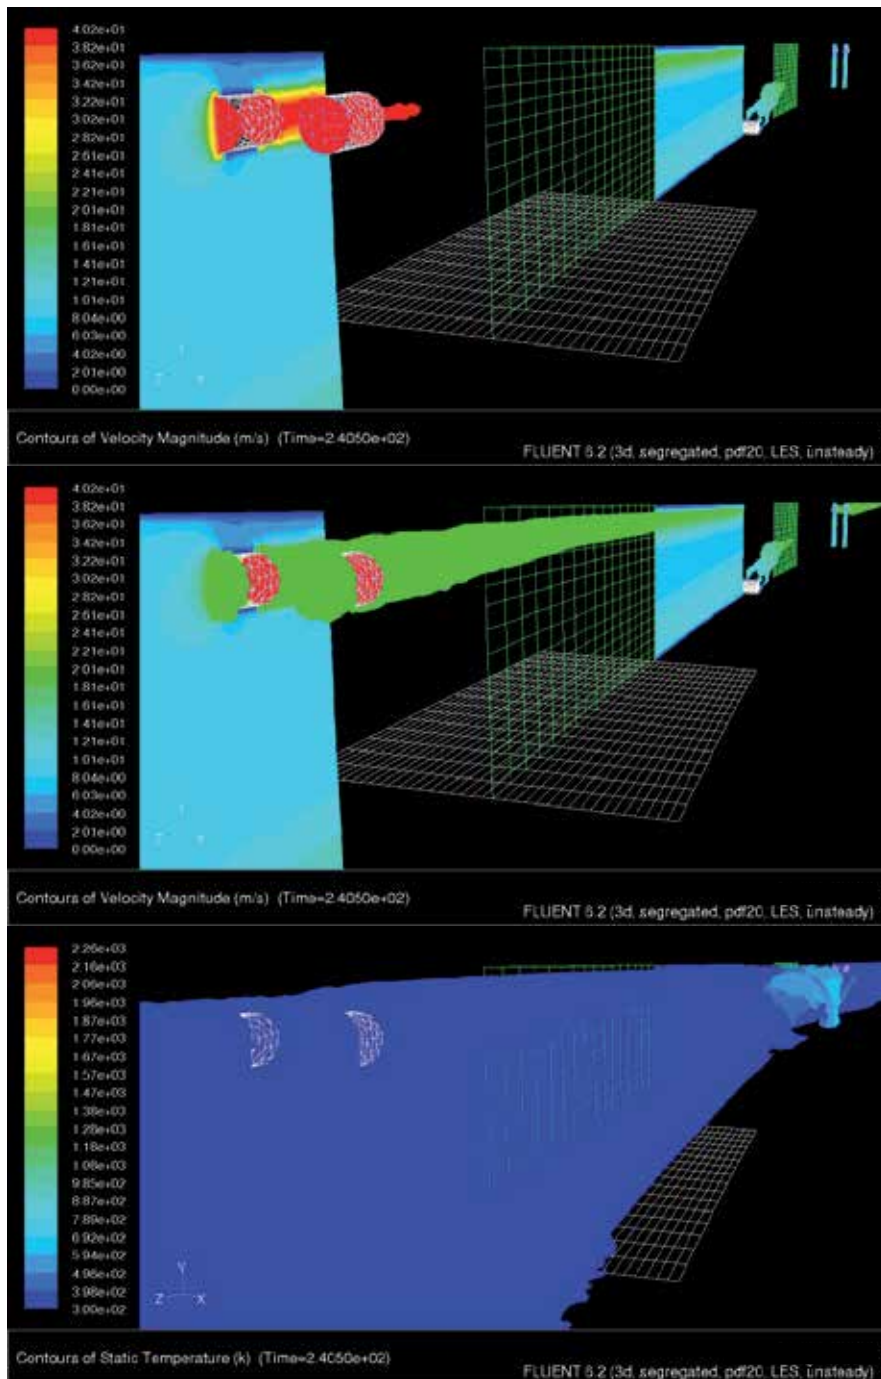 4.02e+01
3.82e+01
3.62e+01
3.42e+01
3.22e+01
3.02e+01
2.82e+01
2.61e+01
2.41e+01
2.21e+01
2.01e+01
1.81e+01
1.61e+01
1.41e+01
1.21e+01
1.01e+01
8.04e+00
6.03e+00
4.02e+00
2.01e+00
0.00e+00
Y
Z X
Contours of Velocity Magnitude (m/s) (Time=2.4050e+02)
FLUENT 6.2 (3d, segregated, pdf20, LES, unsteady)
4.02e+01
3.82e+01
3.62e+01
3.42e+01
3.22e+01
3.02e+01
2.82e+01
2.61e+01
2.41e+01
2.21e+01
2.01e+01
1.81e+01
1.61e+01
1.41e+01
1.21e+01
1.01e+01
8.04e+00
6.03e+00
4.02e+00
2.01e+00
0.00e+00
Y
Z X
Contours of Velocity Magnitude (m/s) (Time=2.4050e+02)
FLUENT 6.2 (3d, segregated, pdf20, LES, unsteady)
2.26e+03
2.16e+03
2.06e+03
1.96e+03
1.87e+03
1.77e+03
1.67e+03
1.57e+03
1.47e+03
1.38e+03
1.28e+03
1.18e+03
1.08e+03
9.85e+02
8.87e+02
7.89e+02
6.92e+02
5.94e+02
4.96e+02
3.98e+02
3.00e+02
Y
Z X
Contours of Static Temperature (k) (Time=2.4050e+02)
FLUENT 6.2 (3d, segregated, pdf20, LES, unsteady)